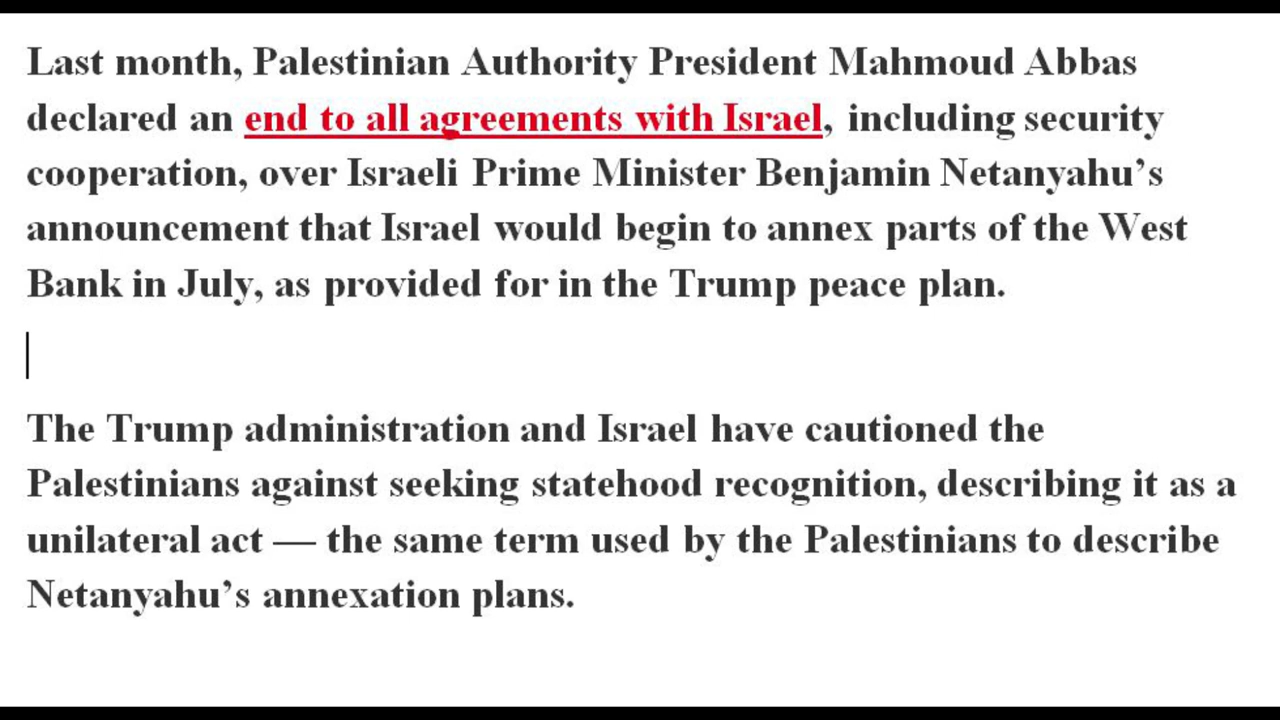 Last month, Palestinian Authority President Mahmoud Abbas
declared an end to all agreements with Israel, including security
cooperation, over Israeli Prime Minister Benjamin Netanyahu’s
announcement that Israel would begin to annex parts of the West
Bank in July, as provided for in the Trump peace plan.
The Trump administration and Israel have cautioned the
Palestinians against seeking statehood recognition, describing it as a
unilateral act — the same term used by the Palestinians to describe
Netanyahu’s annexation plans.